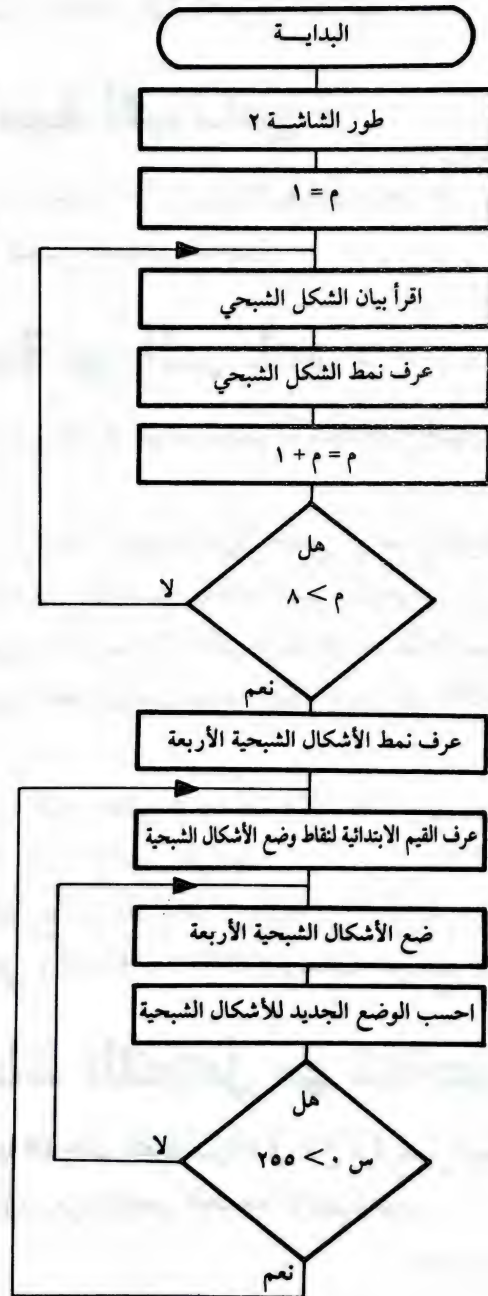 البدايـــة
طور الشاشــة ٢
م = ١
اقرأ بيان الشكل الشبحي
عرف نمط الشكل الشبحي
م = م + ١
هل
م > ٨
لا
نعم
عرف نمط الأشكال الشبحية الأربعة
عرف القيم الابتدائية لنقاط وضع الأشكال الشبحية
ضع الأشكال الشبحية الأربعة
احسب الوضع الجديد للأشكال الشبحية
هل
س ٠ > ٢٥٥
لا
نعم